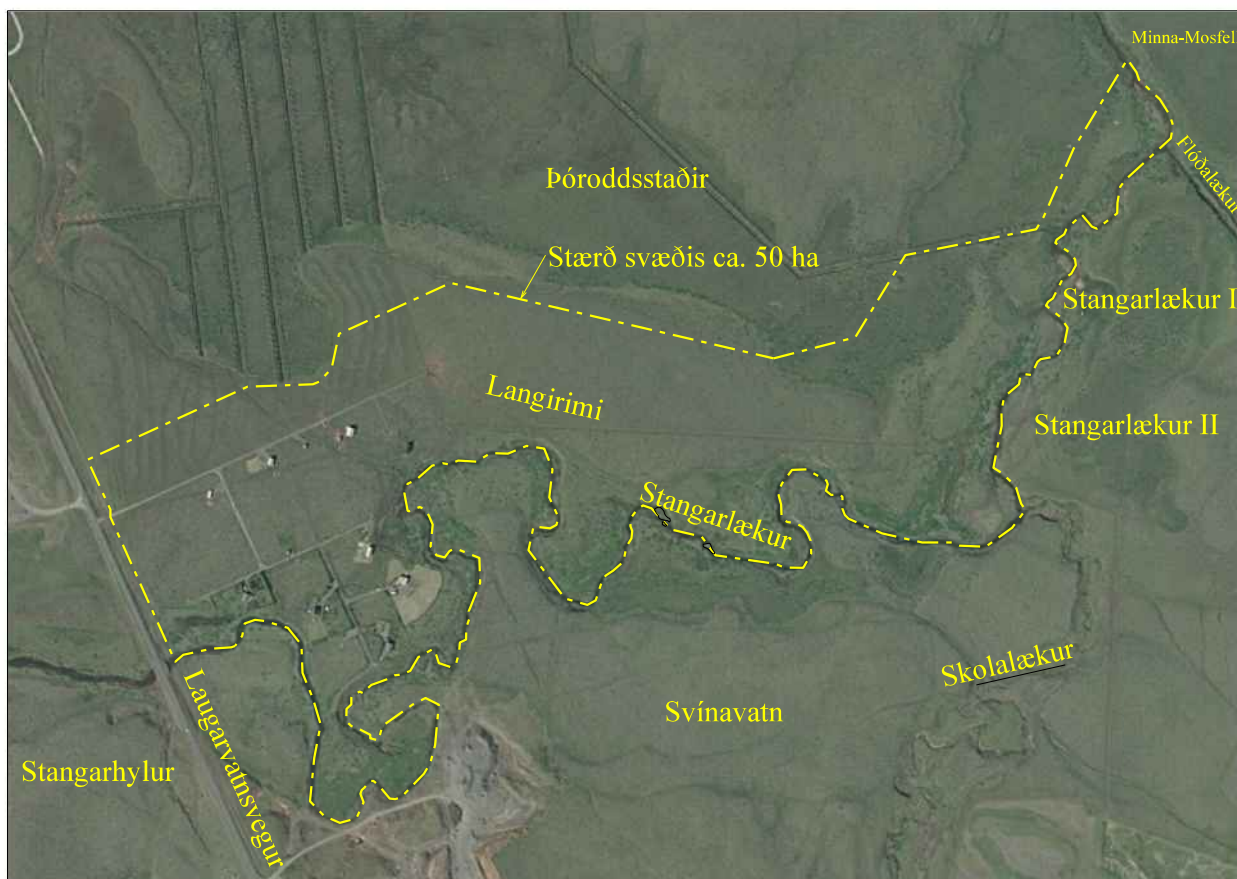 Minna-Mosfel
Flóðalækur
Þóroddsstaðir
Stærð svæðis ca. 50 ha
Stangarlækur I
Langirimi
Stangarlækur II
Stangarlækur
Skolalækur
Svínavatn
Laugarvatnsvegur
Stangarhylur